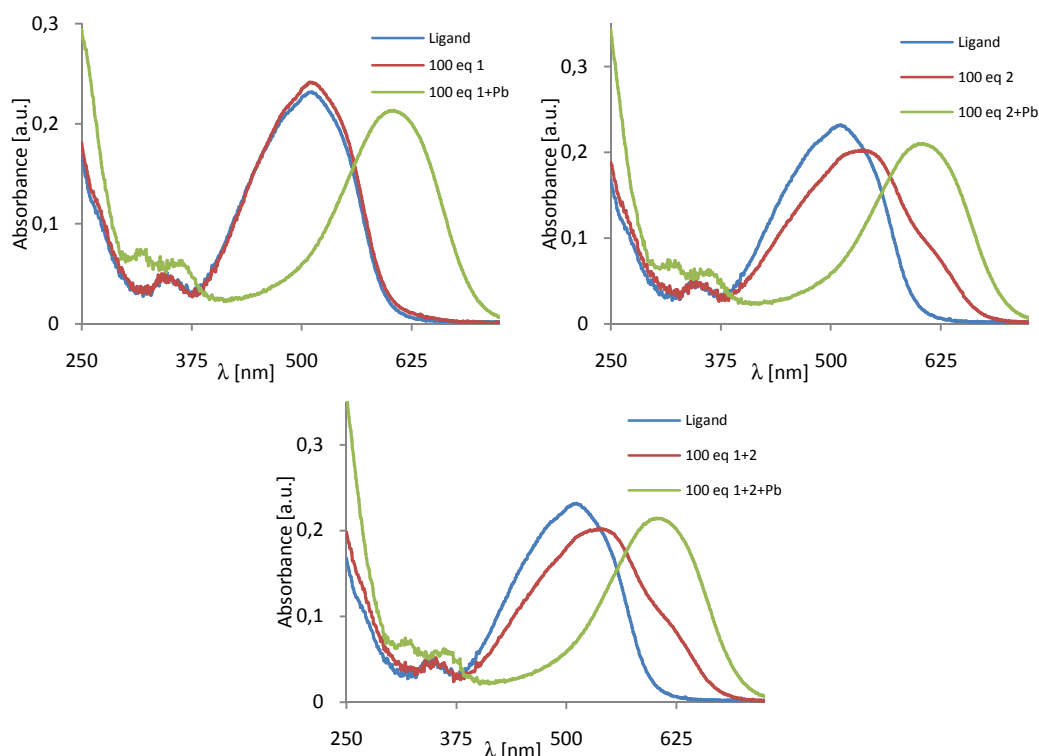 0,3
0,2
0,1
0
250 375 500 625
Absorbance [a.u.]
λ [nm]
Ligand
100 eq 1
100 eq 1+Pb
0,3
0,2
0,1
0
250 375 500 625
Absorbance [a.u.]
λ [nm]
Ligand
100 eq 2
100 eq 2+Pb
0,3
0,2
0,1
0
250 375 500 625
Absorbance [a.u.]
λ [nm]
Ligand
100 eq 1+2
100 eq 1+2+Pb